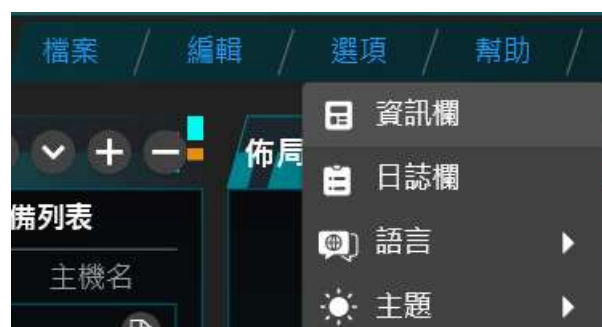 檔案 / 編輯 / 選項 / 幫助 /
資訊欄
佈局
日誌欄
備列表
語言
主機名
主題